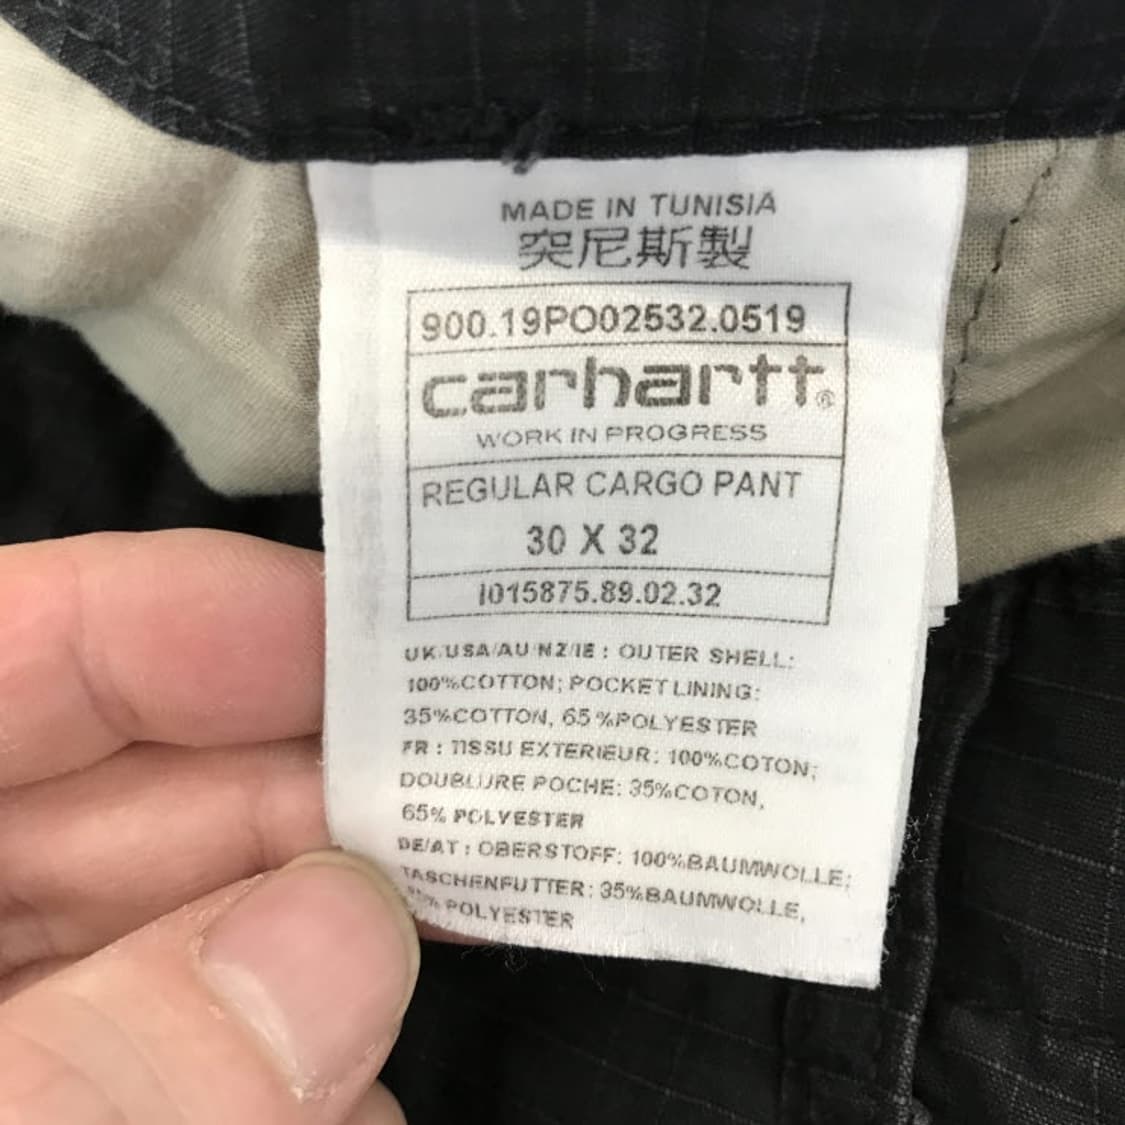 MADE IN TUNISIA
突尼斯製
900.19PO02532.0519
carhartt®
WORK IN PROGRESS
REGULAR CARGO PANT
30 X 32
I015875.89.02.32
UK/USA/AU/NZ/IE : OUTER SHELL:
100%COTTON; POCKET LINING:
35%COTTON, 65%POLYESTER
FR : TISSU EXTERIEUR: 100%COTON;
DOUBLURE POCHE: 35%COTON,
65% POLYESTER
DE/AT : OBERSTOFF: 100%BAUMWOLLE;
TASCHENFUTTER: 35%BAUMWOLLE,
POLYESTER